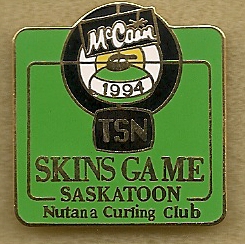 McCain
1994
TSN
SKINS GAME
SASKATOON
Nutana Curling Club